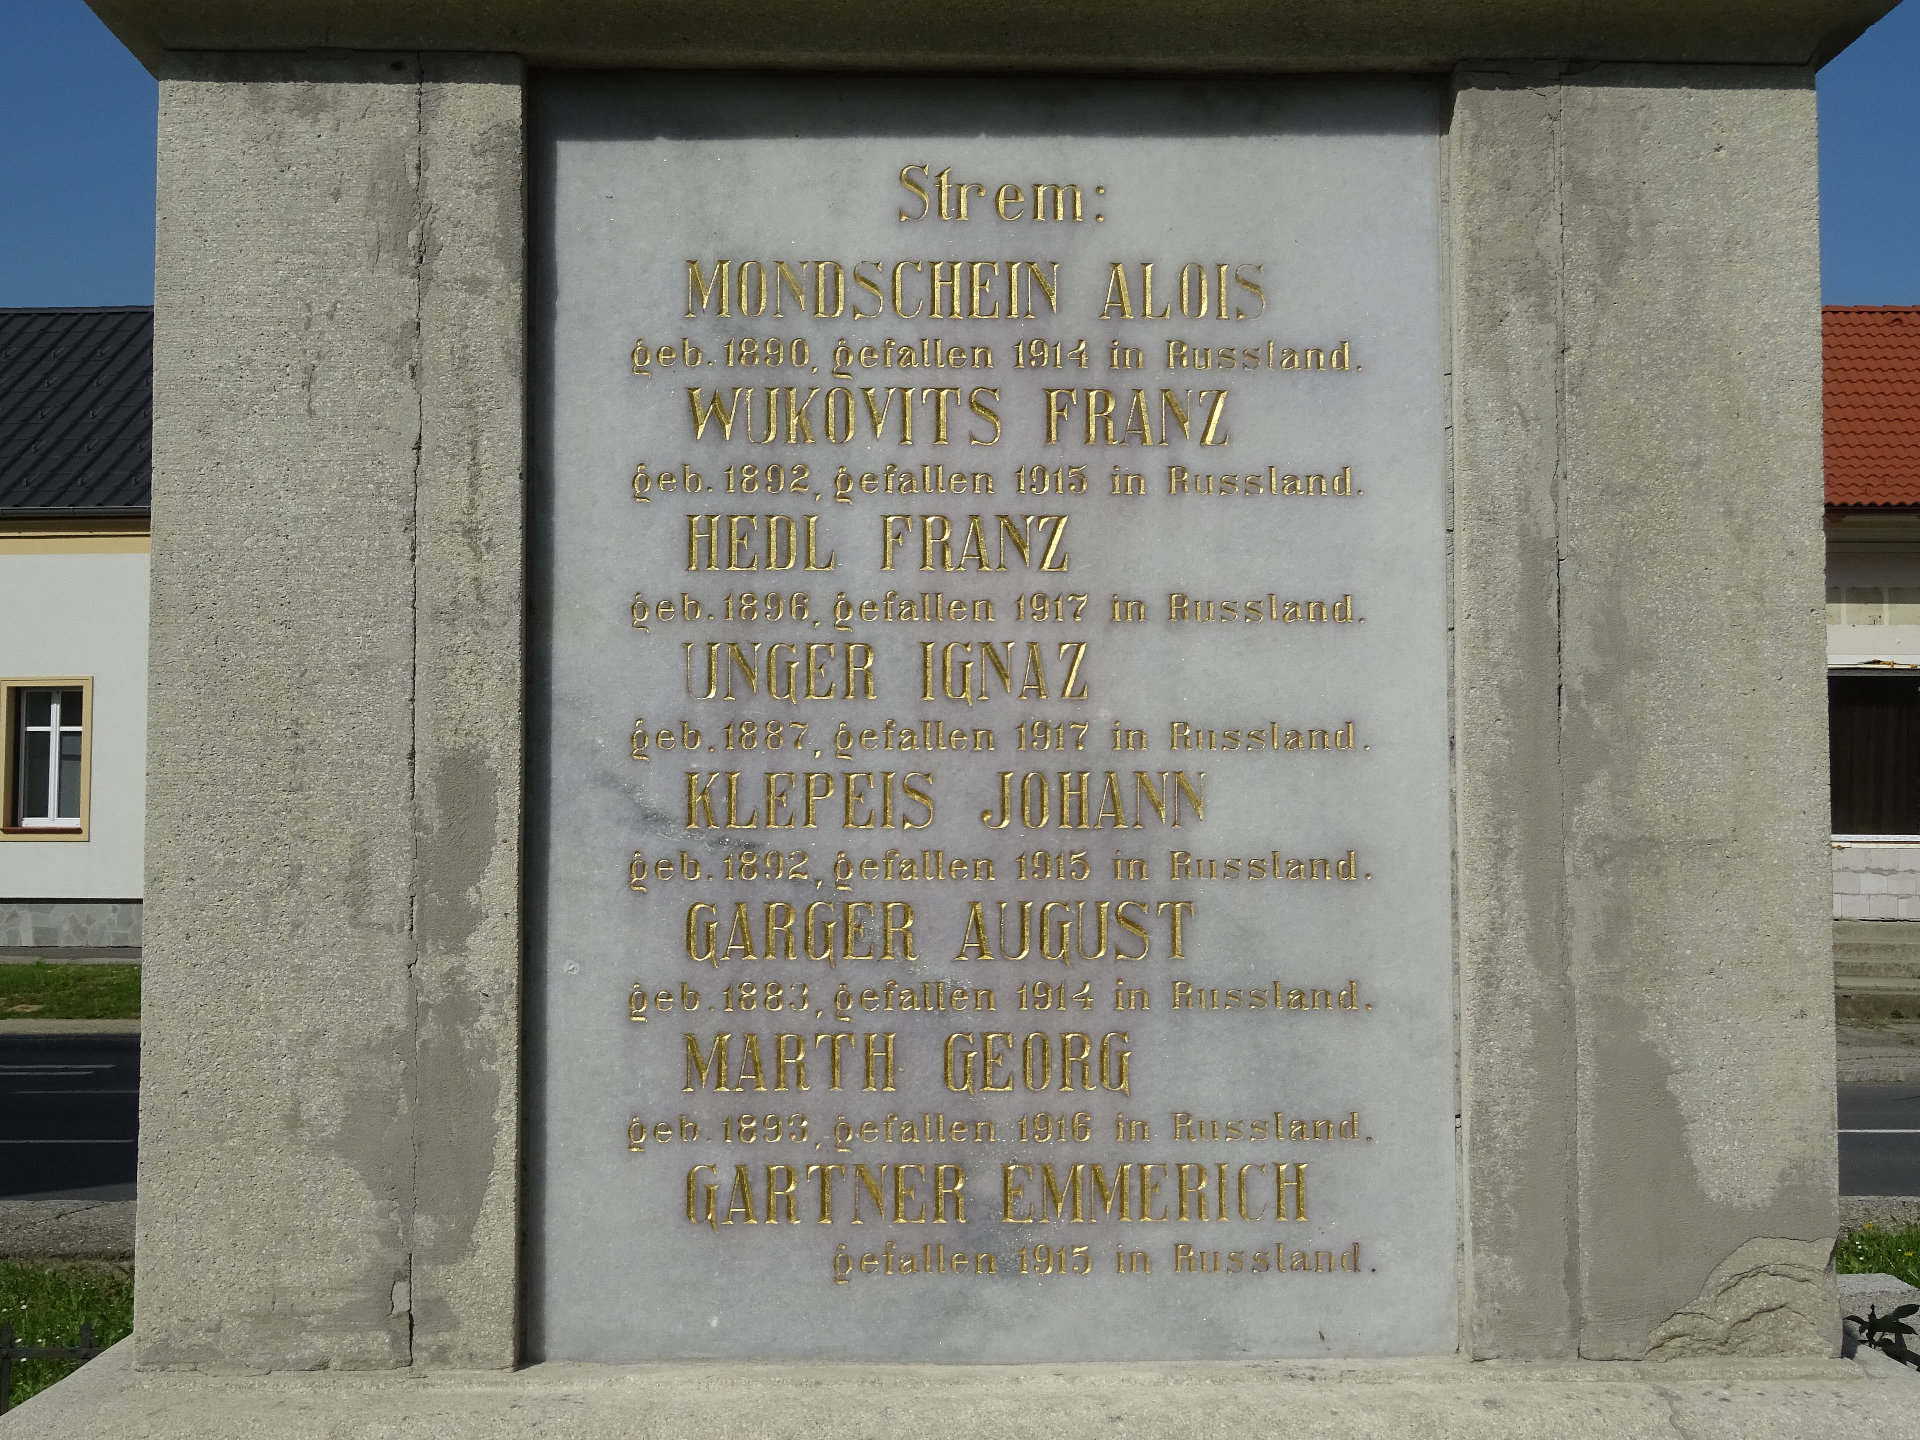 Strem:
MONDSCHEIN ALOIS
geb. 1890, gefallen 1914 in Russland.
WUKOVITS FRANZ
geb. 1892, gefallen 1915 in Russland.
HEDL FRANZ
geb. 1896, gefallen 1917 in Russland.
UNGER IGNAZ
geb. 1887, gefallen 1917 in Russland.
KLEPEIS JOHANN
geb. 1892, gefallen 1915 in Russland.
GARGER AUGUST
geb. 1883, gefallen 1914 in Russland.
MARTH GEORG
geb. 1893, gefallen 1916 in Russland.
GARTNER EMMERICH
gefallen 1915 in Russland.